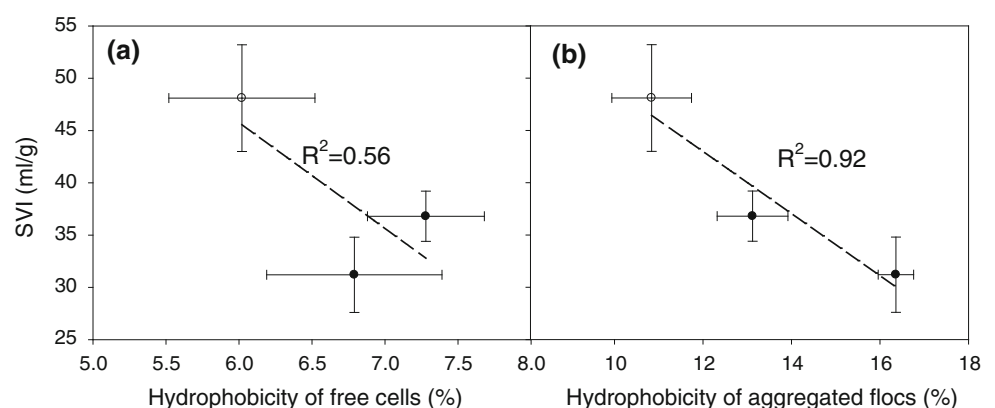 (a)
(b)
SVI (ml/g)
55
50
45
40
35
30
25
R²=0.56
R²=0.92
5.0 5.5 6.0 6.5 7.0 7.5 8.0 10 12 14 16 18
Hydrophobicity of free cells (%)
Hydrophobicity of aggregated flocs (%)